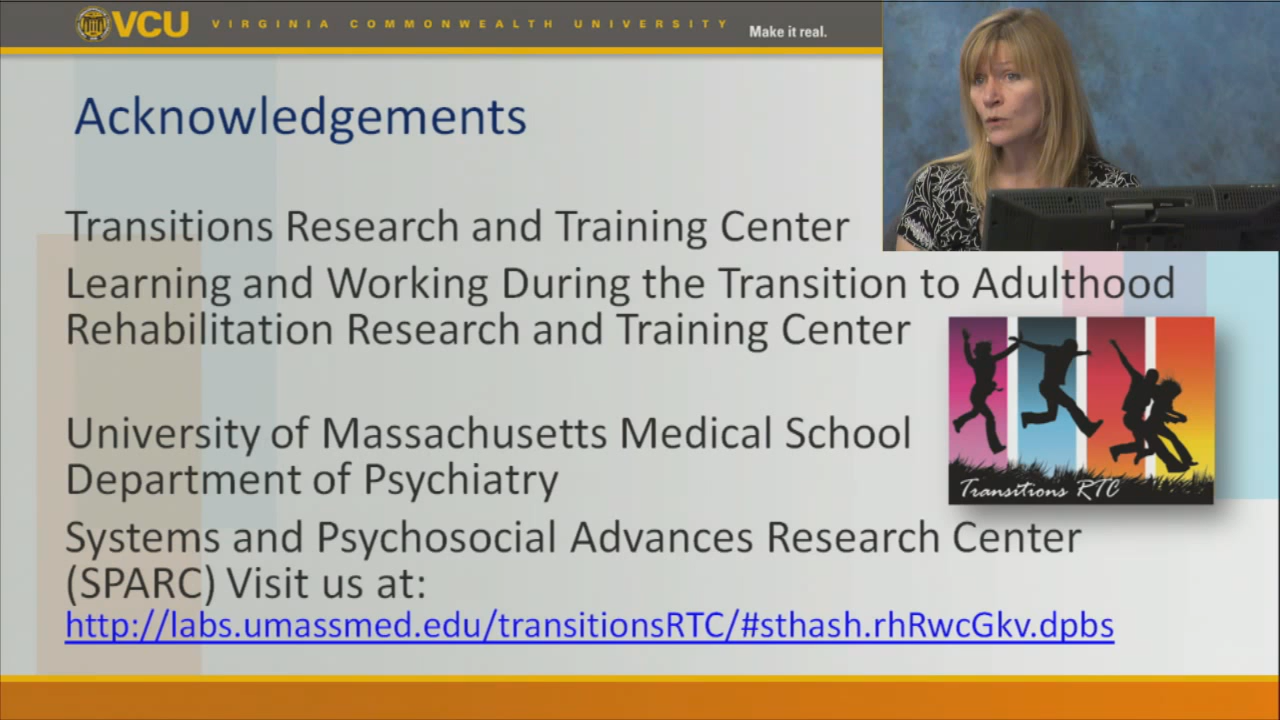 VCU VIRGINIA COMMONWEALTH UNIVERSITY Make it real.
Acknowledgements
Transitions Research and Training Center
Learning and Working During the Transition to Adulthood
Rehabilitation Research and Training Center
University of Massachusetts Medical School
Department of Psychiatry
Transitions RTC
Systems and Psychosocial Advances Research Center
(SPARC) Visit us at:
http://labs.umassmed.edu/transitionsRTC/#sthash.rhRwcGkv.dpbs